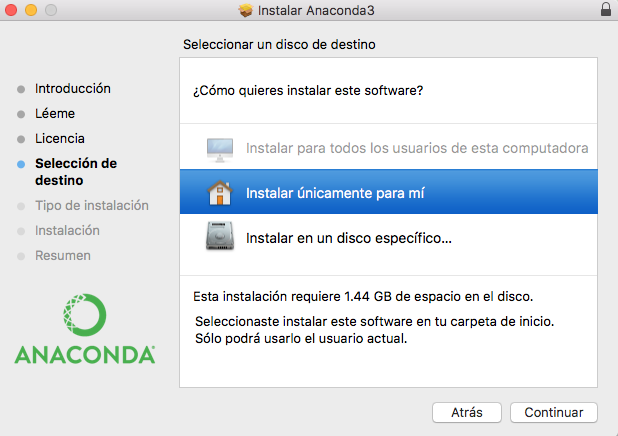 Instalar Anaconda3
Seleccionar un disco de destino
Introducción
Léeme
Licencia
Selección de
destino
Tipo de instalación
Instalación
Resumen
ANACONDA®
¿Cómo quieres instalar este software?
Instalar para todos los usuarios de esta computadora
Instalar únicamente para mí
Instalar en un disco específico...
Esta instalación requiere 1.44 GB de espacio en el disco.
Seleccionaste instalar este software en tu carpeta de inicio.
Sólo podrá usarlo el usuario actual.
Atrás
Continuar